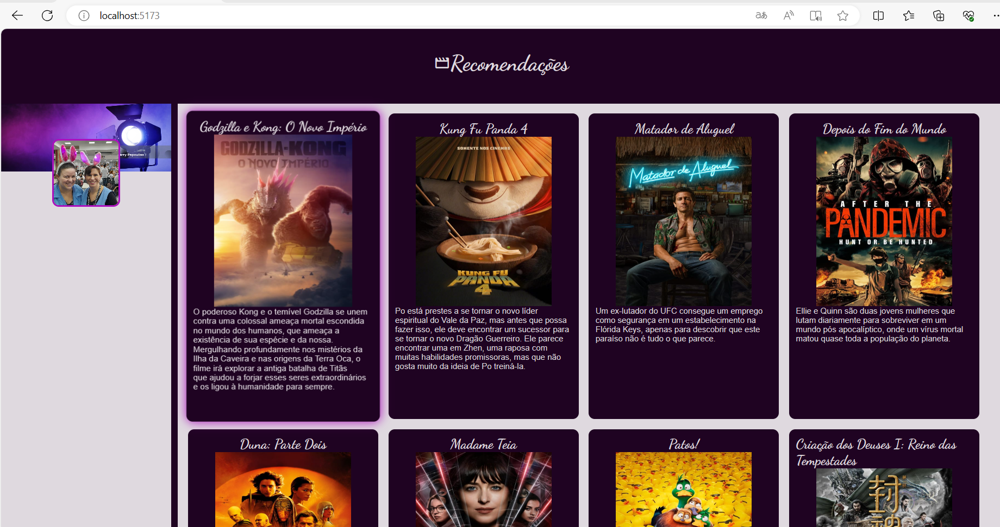 localhost:5173
Recomendações
arry Papoulias
Godzilla e Kong: O Novo Império
GODZILLA-KONG
O NOVO IMPÉRIO
O poderoso Kong e o temível Godzilla se unem
contra uma colossal ameaça mortal escondida
no mundo dos humanos, que ameaça a
existência de sua espécie e da nossa.
Mergulhando profundamente nos mistérios da
Ilha da Caveira e nas origens da Terra Oca, o
filme irá explorar a antiga batalha de Titãs
que ajudou a forjar esses seres extraordinários
e os ligou à humanidade para sempre.
Kung Fu Panda 4
SOMENTE NOS CINEMAS
KUNG FU
PANDA
4
Po está prestes a se tornar o novo líder
espiritual do Vale da Paz, mas antes que possa
fazer isso, ele deve encontrar um sucessor para
se tornar o novo Dragão Guerreiro. Ele parece
encontrar uma em Zhen, uma raposa com
muitas habilidades promissoras, mas que não
gosta muito da ideia de Po treiná-la.
Matador de Aluguel
Matador de Aluguel
Um ex-lutador do UFC consegue um emprego
como segurança em um estabelecimento na
Flórida Keys, apenas para descobrir que este
paraíso não é tudo o que parece.
Depois do Fim do Mundo
AFTER THE
PANDEMIC
HUNT OR BE HUNTED
Ellie e Quinn são duas jovens mulheres que
lutam diariamente para sobreviver em um
mundo pós apocalíptico, onde um vírus mortal
matou quase toda a população do planeta.
Duna: Parte Dois
Madame Teia
Patos!
Criação dos Deuses I: Reino das
Tempestades
封
神